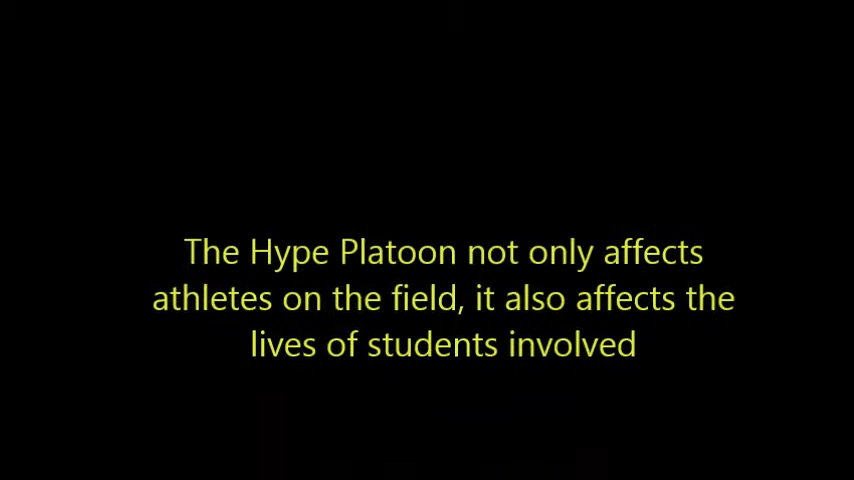 The Hype Platoon not only affects
athletes on the field, it also affects the
lives of students involved